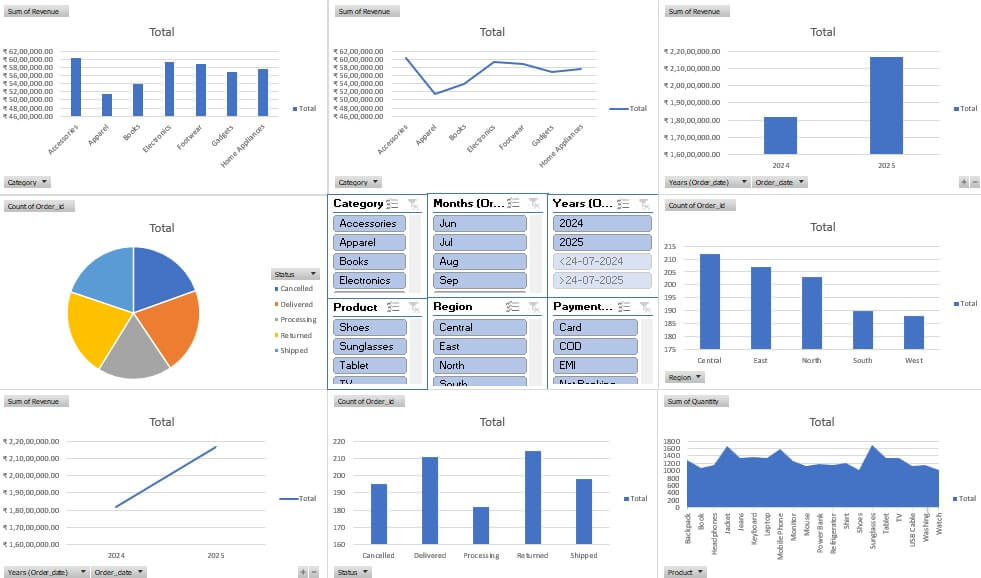 Sum of Revenue
Total
₹ 62,00,000.00
₹ 60,00,000.00
₹ 58,00,000.00
₹ 56,00,000.00
₹ 54,00,000.00
₹ 52,00,000.00
₹ 50,00,000.00
₹ 48,00,000.00
₹ 46,00,000.00
Accessories
Apparel
Books
Electronics
Footwear
Gadgets
Home Appliances
Total
Category
Sum of Revenue
Total
₹ 62,00,000.00
₹ 60,00,000.00
₹ 58,00,000.00
₹ 56,00,000.00
₹ 54,00,000.00
₹ 52,00,000.00
₹ 50,00,000.00
₹ 48,00,000.00
₹ 46,00,000.00
Accessories
Apparel
Books
Electronics
Footwear
Gadgets
Home Appliances
Total
Category
Sum of Revenue
Total
₹ 2,20,00,000.00
₹ 2,10,00,000.00
₹ 2,00,00,000.00
₹ 1,90,00,000.00
₹ 1,80,00,000.00
₹ 1,70,00,000.00
₹ 1,60,00,000.00
2024
2025
Total
Years (Order_date)
Order_date
Count of Order_id
Total
Status
Cancelled
Delivered
Processing
Returned
Shipped
Category
Accessories
Apparel
Books
Electronics
Months (Or...
Jun
Jul
Aug
Sep
Years (O...
2024
2025
<24-07-2024
>24-07-2025
Product
Shoes
Sunglasses
Tablet
TV
Region
Central
East
North
South
Payment...
Card
COD
EMI
Net Banking
Count of Order_id
Total
215
210
205
200
195
190
185
180
175
Central
East
North
South
West
Total
Region
Sum of Revenue
Total
₹ 2,20,00,000.00
₹ 2,10,00,000.00
₹ 2,00,00,000.00
₹ 1,90,00,000.00
₹ 1,80,00,000.00
₹ 1,70,00,000.00
₹ 1,60,00,000.00
2024
2025
Total
Years (Order_date)
Order_date
Count of Order_id
Total
220
210
200
190
180
170
160
Cancelled
Delivered
Processing
Returned
Shipped
Total
Status
Sum of Quantity
Total
1800
1600
1400
1200
1000
800
600
400
200
0
Backpack
Book
Headphones
Jacket
Jeans
Keyboard
Laptop
Mobile Phone
Monitor
Mouse
Power Bank
Refrigerator
Shirt
Shoes
Sunglasses
Tablet
TV
USB Cable
Washing...
Watch
Total
Product